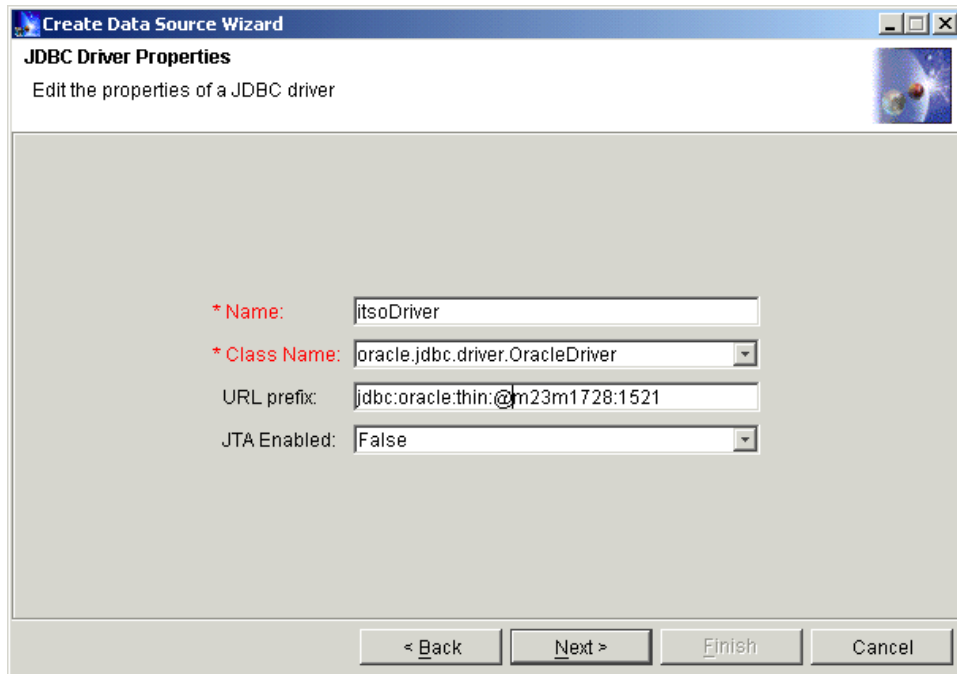 Create Data Source Wizard
JDBC Driver Properties
Edit the properties of a JDBC driver
* Name: itsoDriver
* Class Name: oracle.jdbc.driver.OracleDriver
URL prefix: jdbc:oracle:thin:@m23m1728:1521
JTA Enabled: False
< Back Next > Finish Cancel